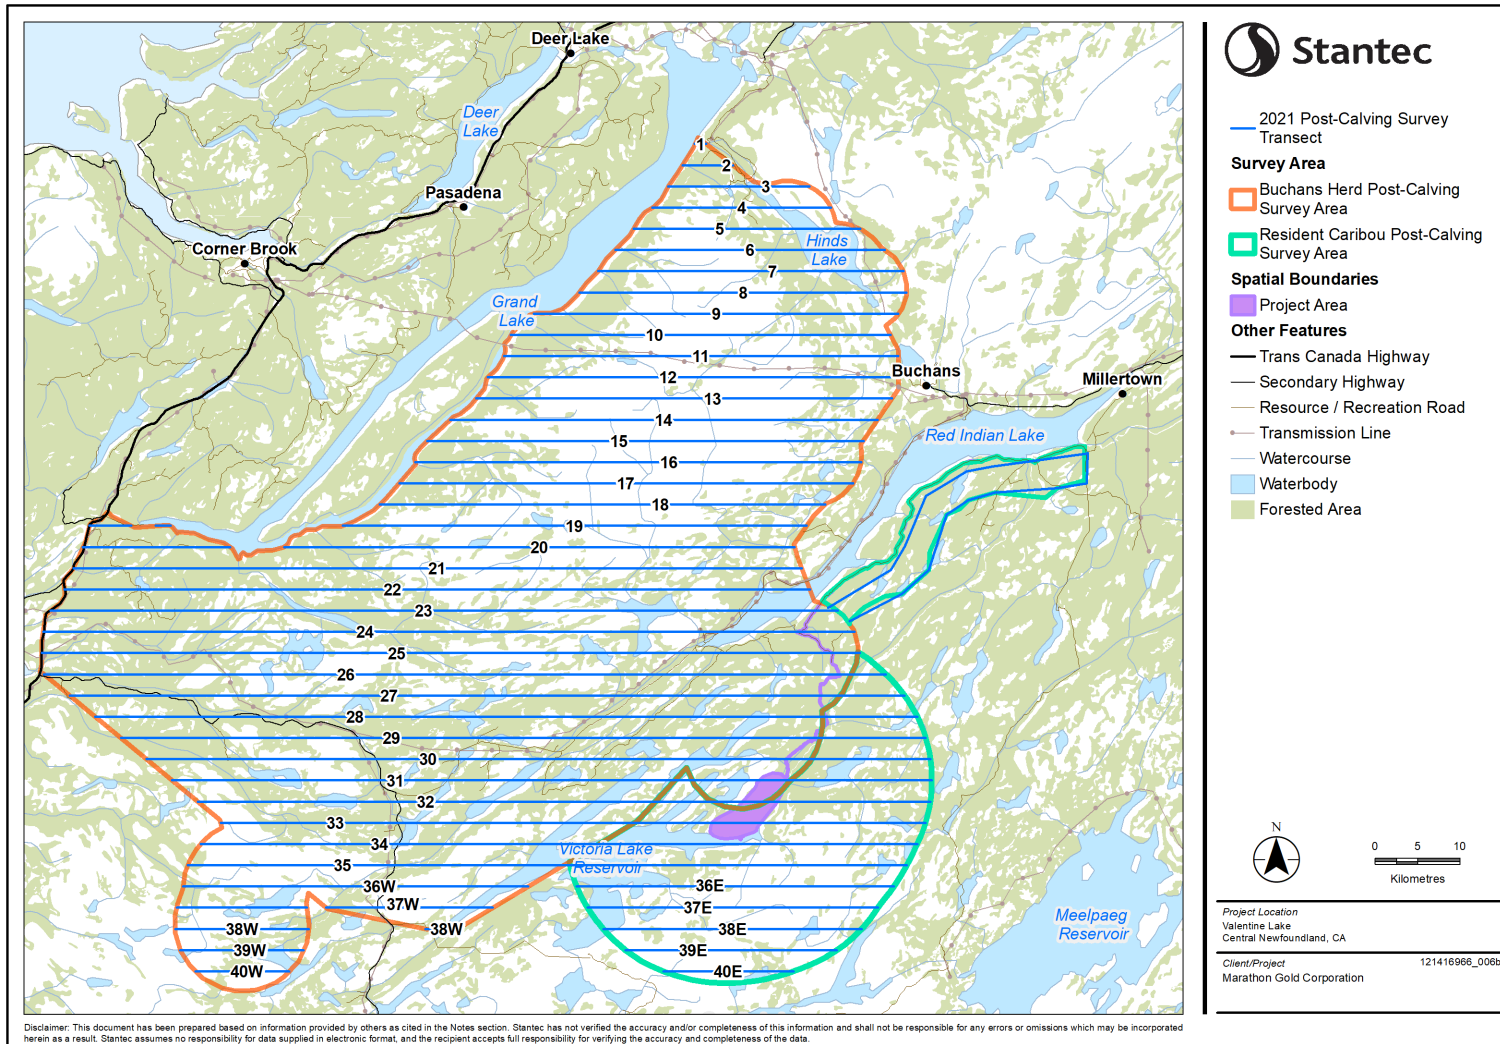 Deer Lake
Deer
Lake
Pasadena
Corner Brook
Hinds
Lake
Grand
Lake
Buchans
Millertown
Red Indian Lake
Victoria Lake
Reservoir
Meelpaeg
Reservoir
1
2
3
4
5
6
7
8
9
10
11
12
13
14
15
16
17
18
19
20
21
22
23
24
25
26
27
28
29
30
31
32
33
34
35
36W
36E
37W
37E
38W
38W
38E
39W
39E
40W
40E
Stantec
2021 Post-Calving Survey
Transect
Survey Area
Buchans Herd Post-Calving
Survey Area
Resident Caribou Post-Calving
Survey Area
Spatial Boundaries
Project Area
Other Features
Trans Canada Highway
Secondary Highway
Resource / Recreation Road
Transmission Line
Watercourse
Waterbody
Forested Area
N
0 5 10
Kilometres
Project Location
Valentine Lake
Central Newfoundland, CA
Client/Project 121416966_006b
Marathon Gold Corporation
Disclaimer: This document has been prepared based on information provided by others as cited in the Notes section. Stantec has not verified the accuracy and/or completeness of this information and shall not be responsible for any errors or omissions which may be incorporated
herein as a result. Stantec assumes no responsibility for data supplied in electronic format, and the recipient accepts full responsibility for verifying the accuracy and completeness of the data.